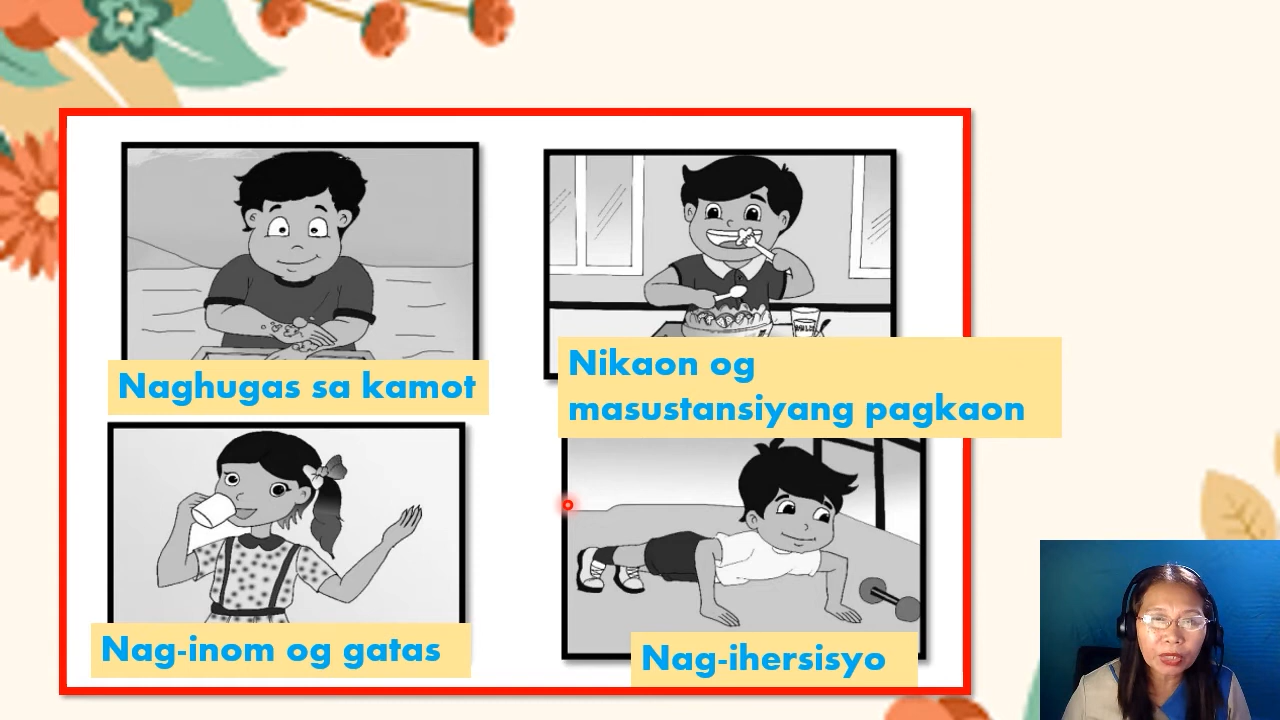 Naghugas sa kamot
Nikaon og
masustansiyang pagkaon
Nag-inom og gatas
Nag-ihersisyo